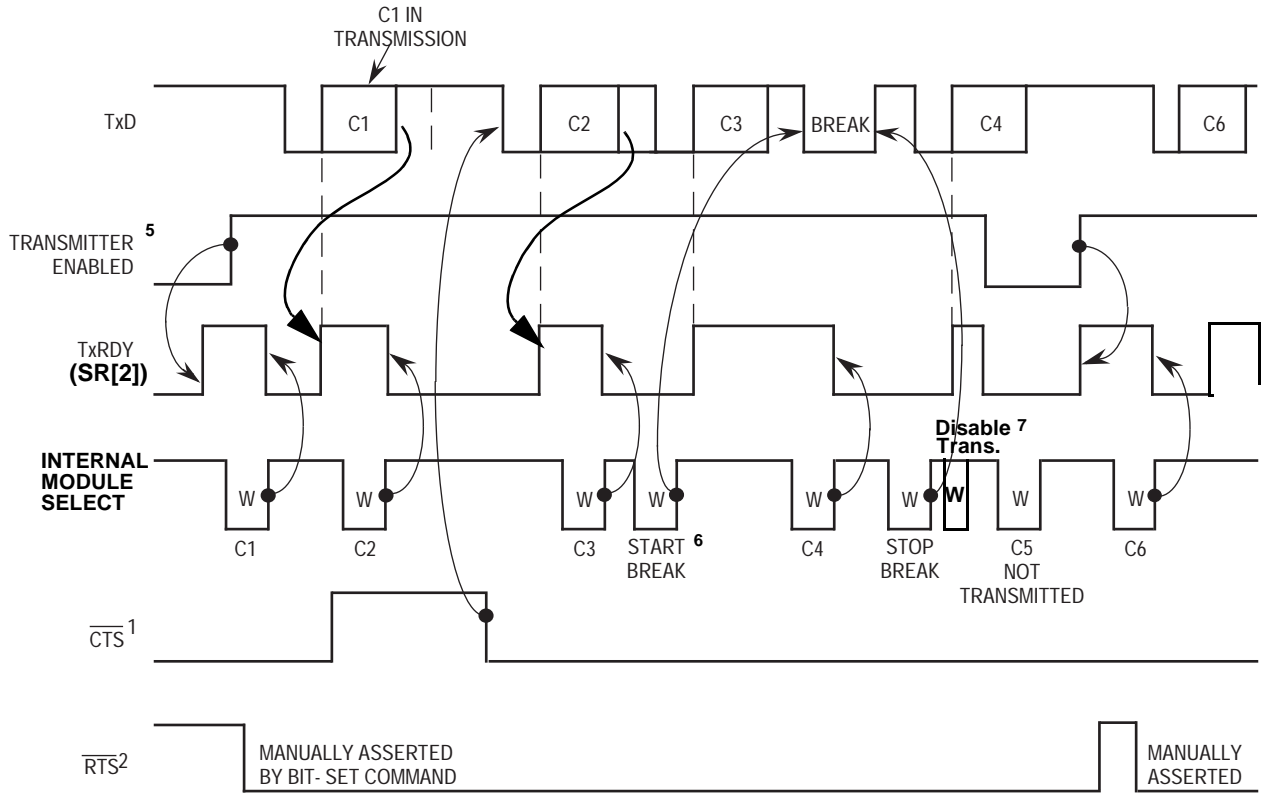 C1 IN
TRANSMISSION
TxD
C1
C2
C3
BREAK
C4
C6
TRANSMITTER 5
ENABLED
TxRDY
(SR[2])
Disable 7
Trans.
INTERNAL
MODULE
SELECT
W
W
W
W
W
W
W
W
W
C1
C2
C3
START 6
BREAK
C4
STOP
BREAK
C5
NOT
TRANSMITTED
C6
CTS 1
RTS2
MANUALLY ASSERTED
BY BIT- SET COMMAND
MANUALLY
ASSERTED